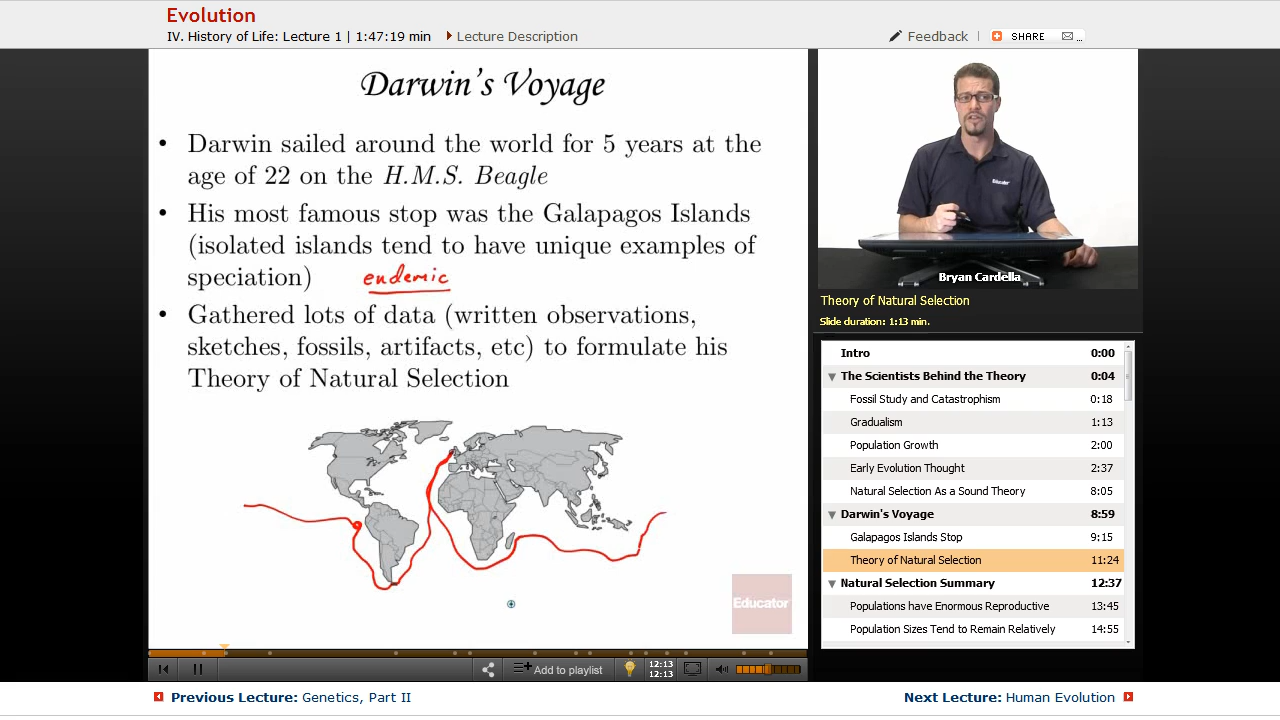 Evolution
IV. History of Life: Lecture 1 | 1:47:19 min
Lecture Description
Feedback
SHARE
...
Darwin's Voyage
• Darwin sailed around the world for 5 years at the
age of 22 on the H.M.S. Beagle
• His most famous stop was the Galapagos Islands
(isolated islands tend to have unique examples of
speciation)
endemic
• Gathered lots of data (written observations,
sketches, fossils, artifacts, etc) to formulate his
Theory of Natural Selection
Educator
Educator
Bryan Cardella
Theory of Natural Selection
Slide duration: 1:13 min.
Intro 0:00
The Scientists Behind the Theory 0:04
Fossil Study and Catastrophism 0:18
Gradualism 1:13
Population Growth 2:00
Early Evolution Thought 2:37
Natural Selection As a Sound Theory 8:05
Darwin's Voyage 8:59
Galapagos Islands Stop 9:15
Theory of Natural Selection 11:24
Natural Selection Summary 12:37
Populations have Enormous Reproductive 13:45
Population Sizes Tend to Remain Relatively 14:55
Add to playlist
12:13
12:13
Previous Lecture: Genetics, Part II
Next Lecture: Human Evolution